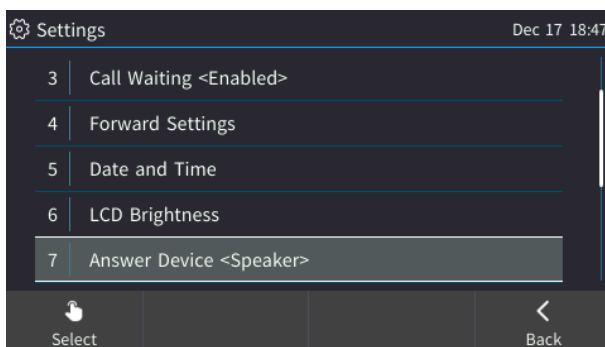 Settings Dec 17 18:47
3 Call Waiting <Enabled>
4 Forward Settings
5 Date and Time
6 LCD Brightness
7 Answer Device <Speaker>
Select Back